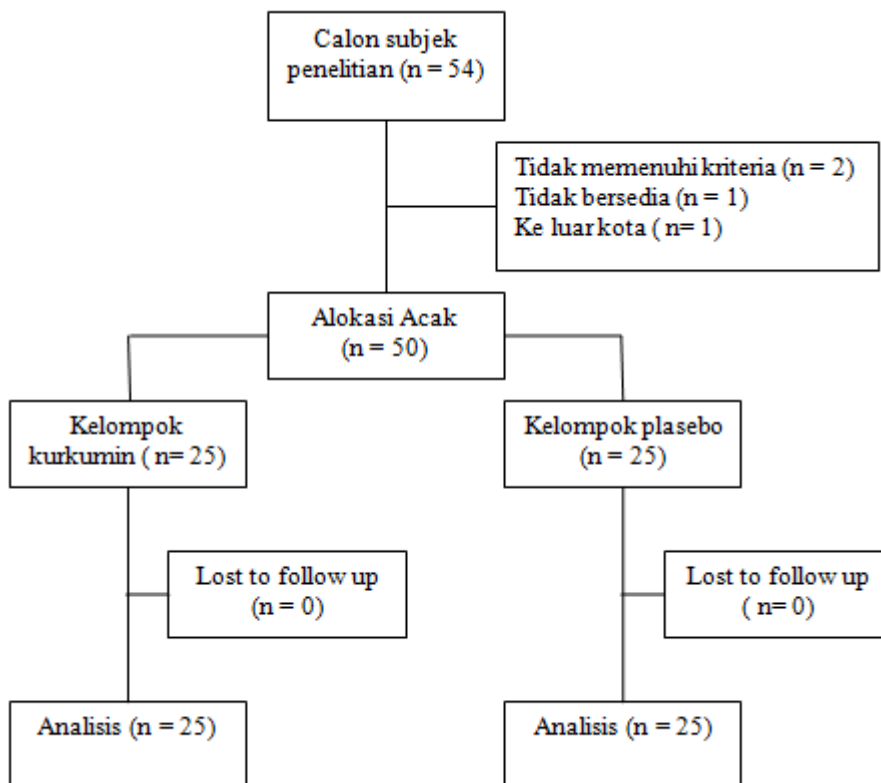 Calon subjek
penelitian (n = 54)
Tidak memenuhi kriteria (n = 2)
Tidak bersedia (n = 1)
Ke luar kota ( n= 1)
Alokasi Acak
(n = 50)
Kelompok
kurkumin ( n= 25)
Kelompok plasebo
(n = 25)
Lost to follow up
(n = 0)
Lost to follow up
( n= 0)
Analisis (n = 25)
Analisis (n = 25)